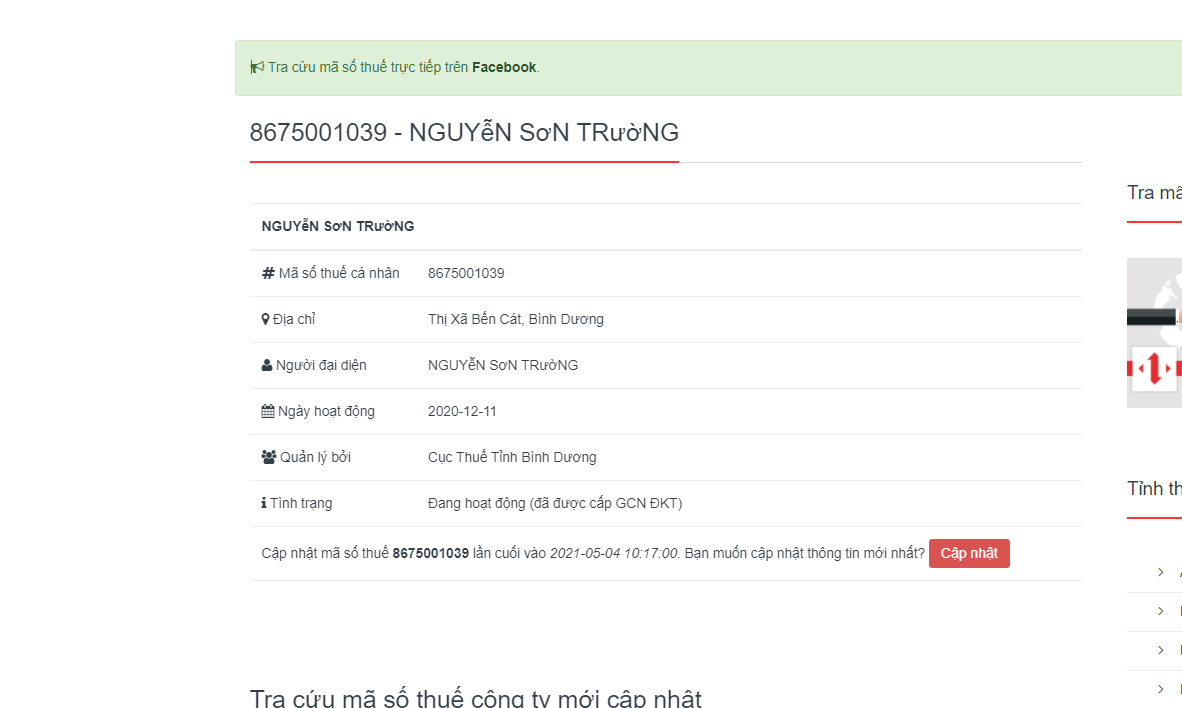 Tra cứu mã số thuế trực tiếp trên Facebook.
8675001039 - NGUYễN SơN TRườNG
Tra mã
NGUYễN SơN TRườNG
Mã số thuế cá nhân 8675001039
Địa chỉ Thị Xã Bến Cát, Bình Dương
Người đại diện NGUYễN SơN TRườNG
Ngày hoạt động 2020-12-11
Quản lý bởi Cục Thuế Tỉnh Bình Dương
Tình trạng Đang hoạt động (đã được cấp GCN ĐKT)
Cập nhật mã số thuế 8675001039 lần cuối vào 2021-05-04 10:17:00. Bạn muốn cập nhật thông tin mới nhất? Cập nhật
Tỉnh th
Tra cứu mã số thuế công ty mới cập nhật